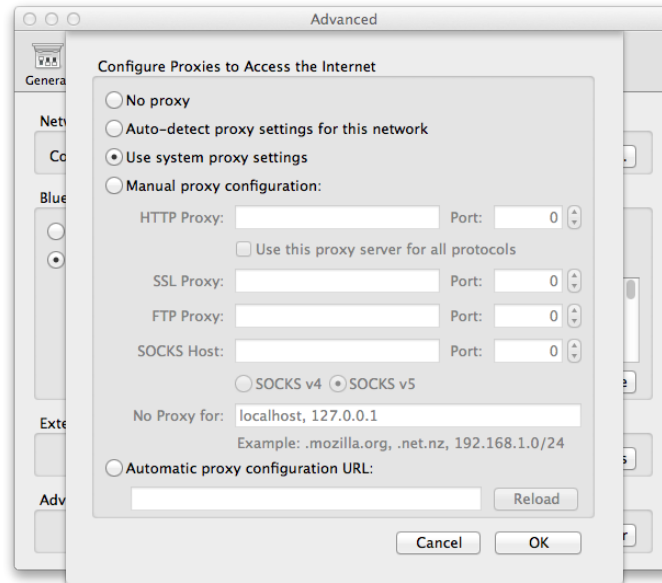 Advanced
Genera
Configure Proxies to Access the Internet
No proxy
Auto-detect proxy settings for this network
Use system proxy settings
Manual proxy configuration:
HTTP Proxy: Port: 0
Use this proxy server for all protocols
SSL Proxy: Port: 0
FTP Proxy: Port: 0
SOCKS Host: Port: 0
SOCKS v4 SOCKS v5
No Proxy for: localhost, 127.0.0.1
Example: .mozilla.org, .net.nz, 192.168.1.0/24
Automatic proxy configuration URL:
Reload
Cancel OK
Netv
Co .
Blue
e
Exte
s
Adv
r